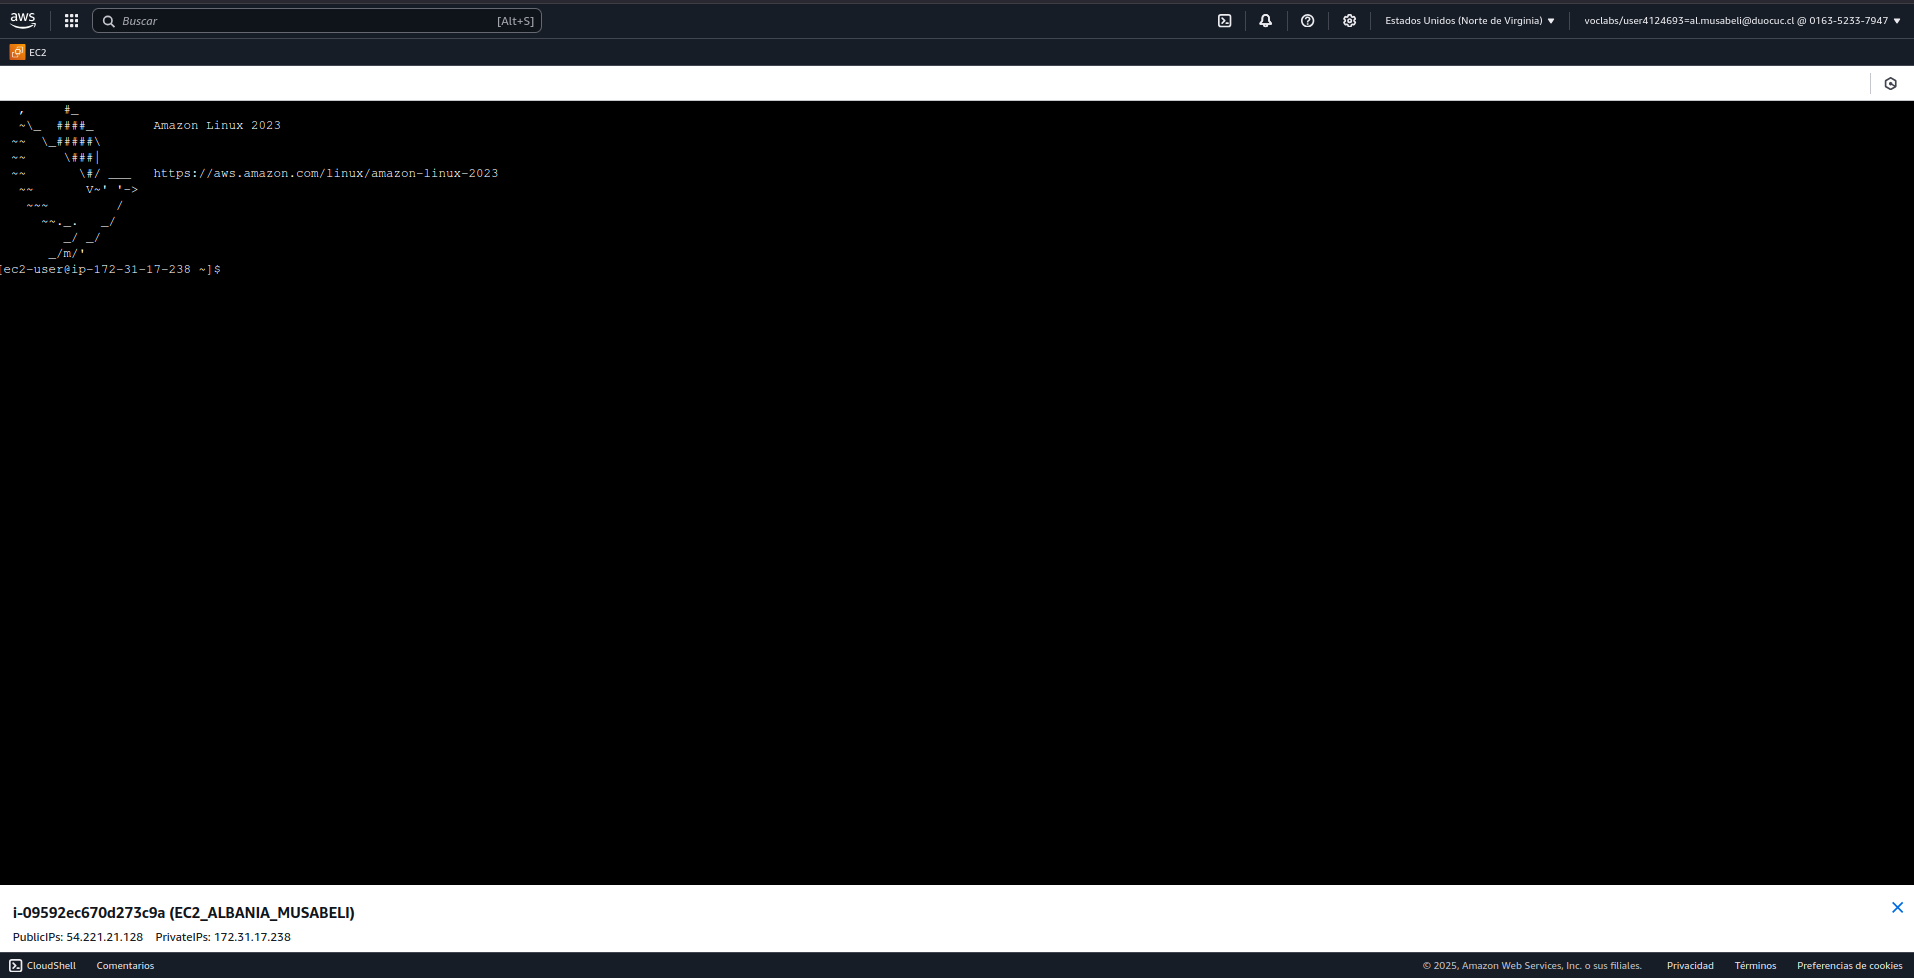 aws
Buscar [Alt+S]
Estados Unidos (Norte de Virginia)
voclabs/user4124693=al.musabeli@duocuc.cl @ 0163-5233-7947
EC2
   ,     #_
   ~\_  ####_        Amazon Linux 2023
  ~~  \_#####\
  ~~     \###|
  ~~       \#/ ___   https://aws.amazon.com/linux/amazon-linux-2023
   ~~       V~' '->
    ~~~         /
      ~~._.   _/
         _/ _/
       _/m/'
[ec2-user@ip-172-31-17-238 ~]$
i-09592ec670d273c9a (EC2_ALBANIA_MUSABELI)
PublicIPs: 54.221.21.128 PrivateIPs: 172.31.17.238
CloudShell Comentarios © 2025, Amazon Web Services, Inc. o sus filiales. Privacidad Términos Preferencias de cookies